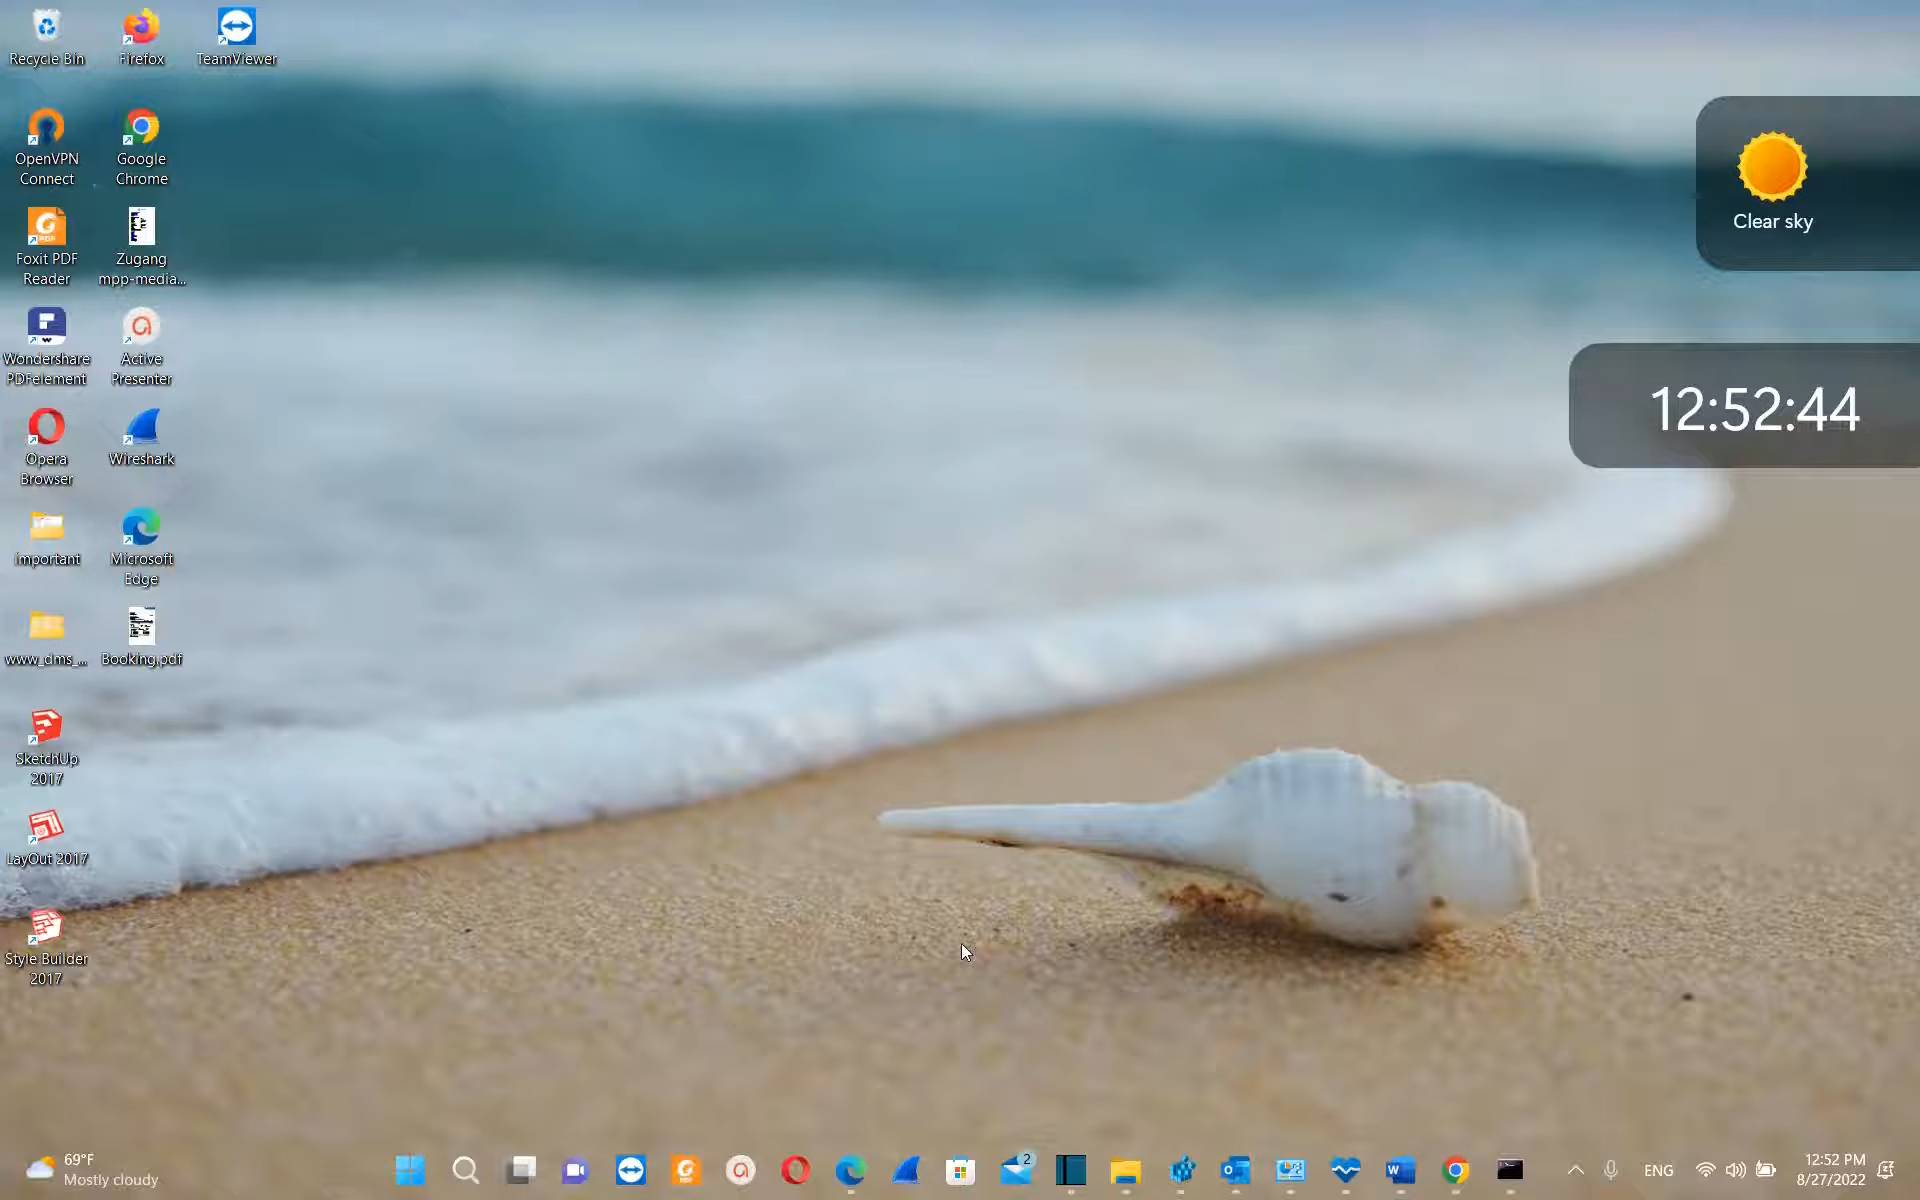 Recycle Bin
Firefox
TeamViewer
OpenVPN
Connect
Google
Chrome
Foxit PDF
Reader
Zugang
mpp-media...
Wondershare
PDFelement
Active
Presenter
Opera
Browser
Wireshark
important
Microsoft
Edge
www_dms_...
Booking.pdf
SketchUp
2017
LayOut 2017
Style Builder
2017
Clear sky
12:52:44
69°F
Mostly cloudy
2
ENG
12:52 PM
8/27/2022